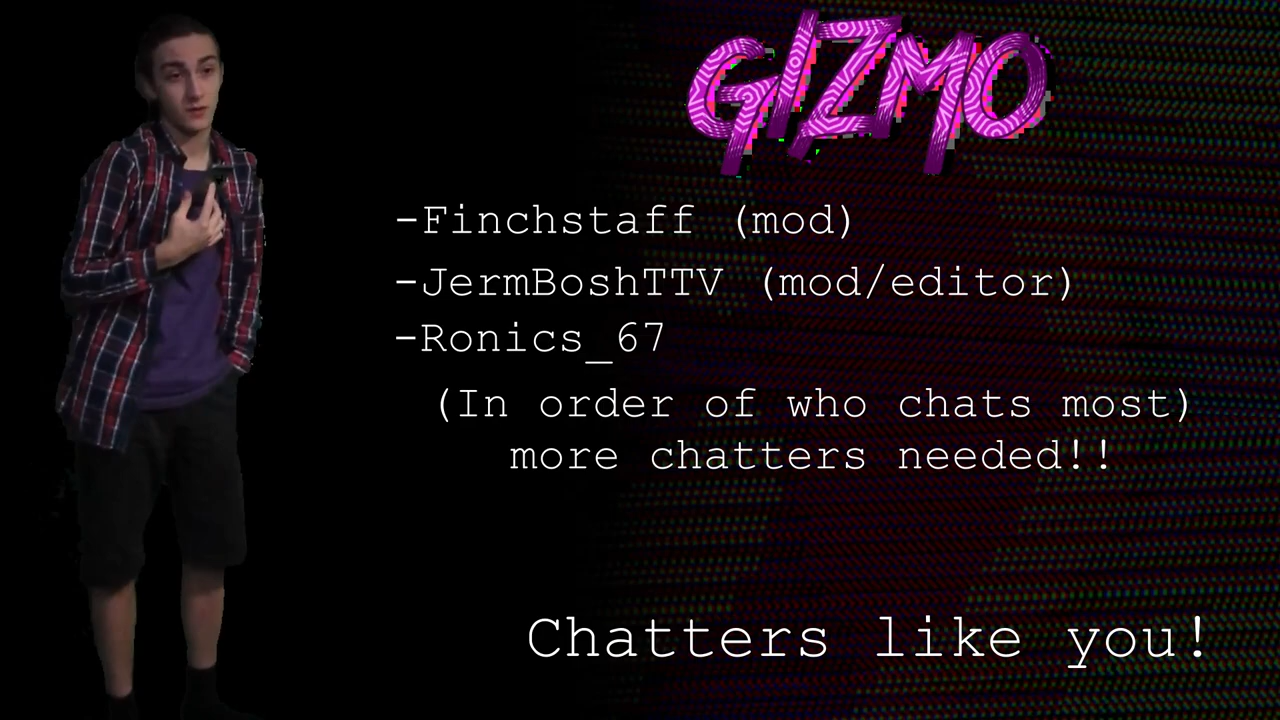 GIZMO
-Finchstaff (mod)
-JermBoshTTV (mod/editor)
-Ronics_67
(In order of who chats most)
more chatters needed!!
Chatters like you!